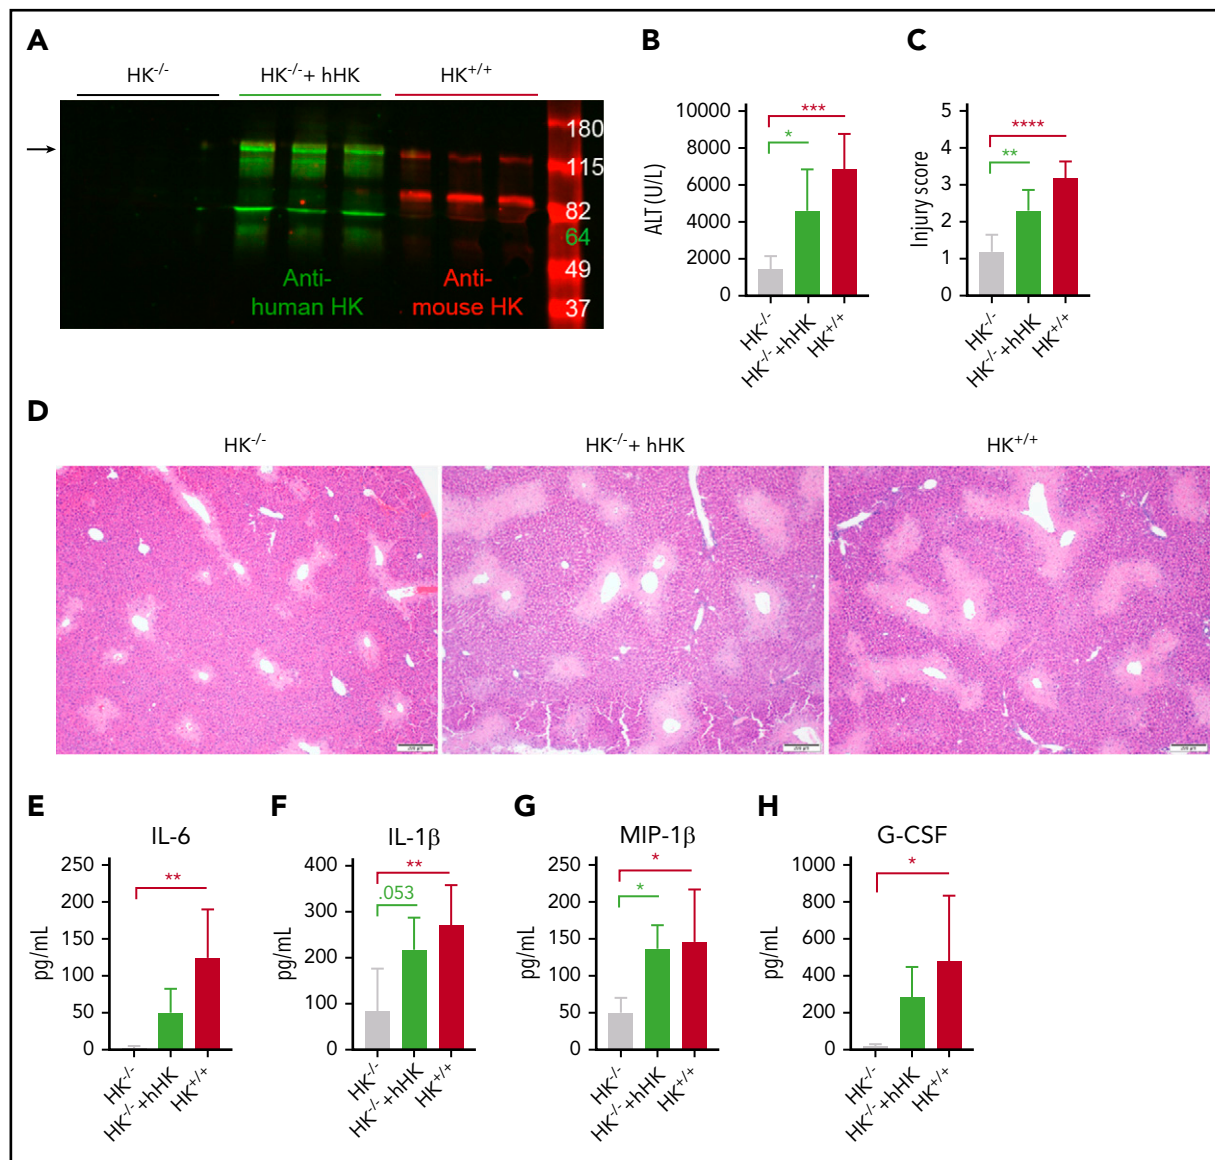 A
HK-/-
HK-/-+ hHK
HK+/+
180
115
82
64
49
37
Anti-
human HK
Anti-
mouse HK
B
ALT (U/L)
10000
8000
6000
4000
2000
0
***
*
HK-/-
HK-/-+hHK
HK+/+
C
Injury score
5
4
3
2
1
0
****
**
HK-/-
HK-/-+hHK
HK+/+
D
HK-/-
HK-/-+ hHK
HK+/+
E
IL-6
pg/mL
250
200
150
100
50
0
**
HK-/-
HK-/-+hHK
HK+/+
F
IL-1β
pg/mL
400
300
200
100
0
**
.053
HK-/-
HK-/-+hHK
HK+/+
G
MIP-1β
pg/mL
250
200
150
100
50
0
*
*
HK-/-
HK-/-+hHK
HK+/+
H
G-CSF
pg/mL
1000
800
600
400
200
0
*
HK-/-
HK-/-+hHK
HK+/+